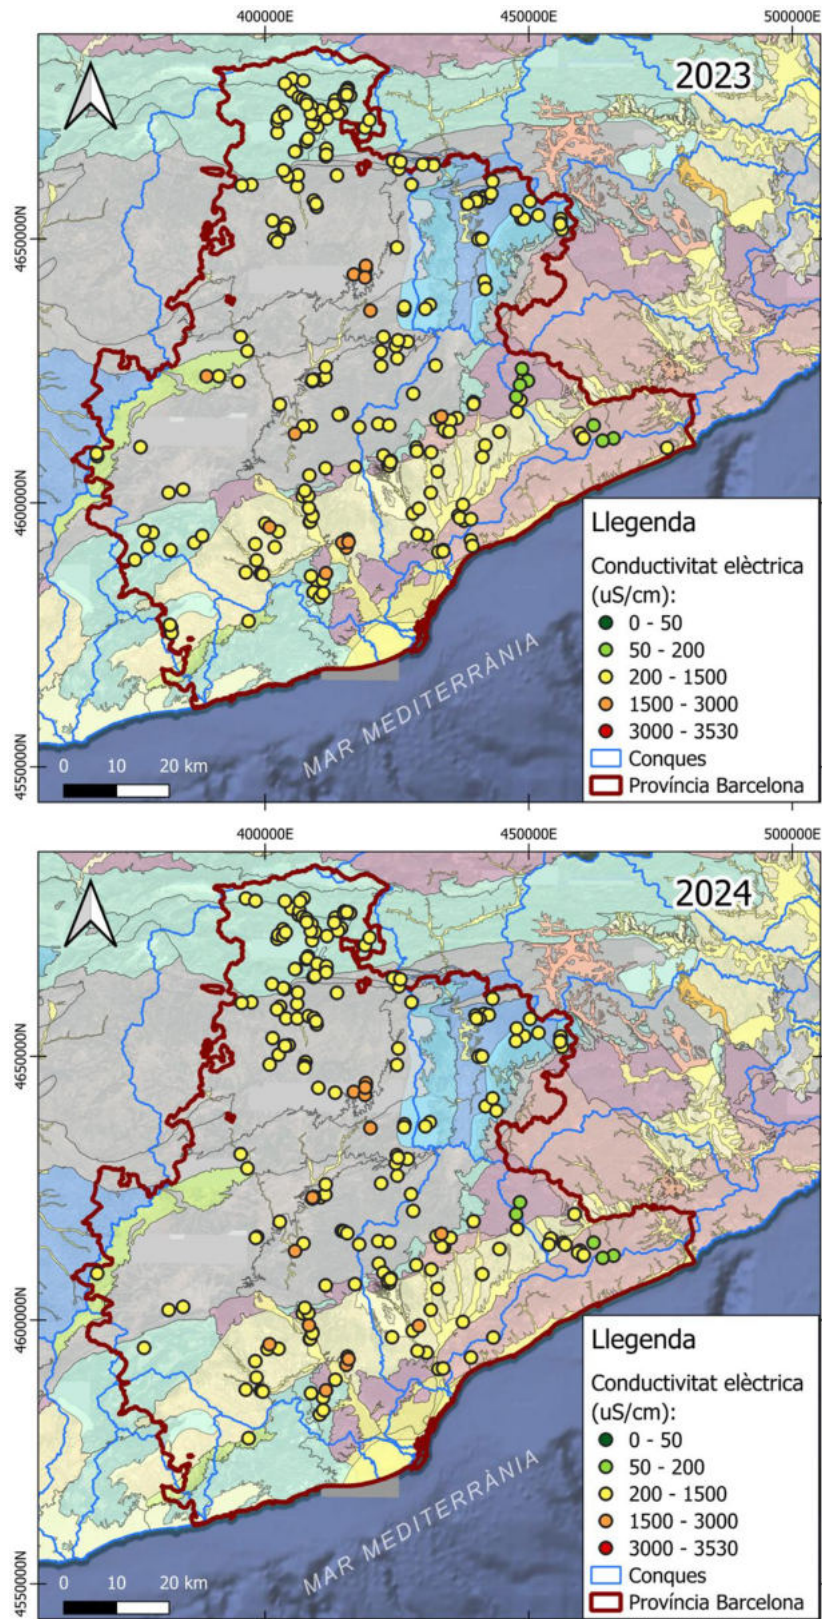 400000E 450000E 500000E
2023
4650000N
4600000N
4550000N
Llegenda
Conductivitat elèctrica
(uS/cm):
0 - 50
50 - 200
200 - 1500
1500 - 3000
3000 - 3530
Conques
Província Barcelona
MAR MEDITERRÀNIA
0 10 20 km
400000E 450000E 500000E
2024
4650000N
4600000N
4550000N
Llegenda
Conductivitat elèctrica
(uS/cm):
0 - 50
50 - 200
200 - 1500
1500 - 3000
3000 - 3530
Conques
Província Barcelona
MAR MEDITERRÀNIA
0 10 20 km